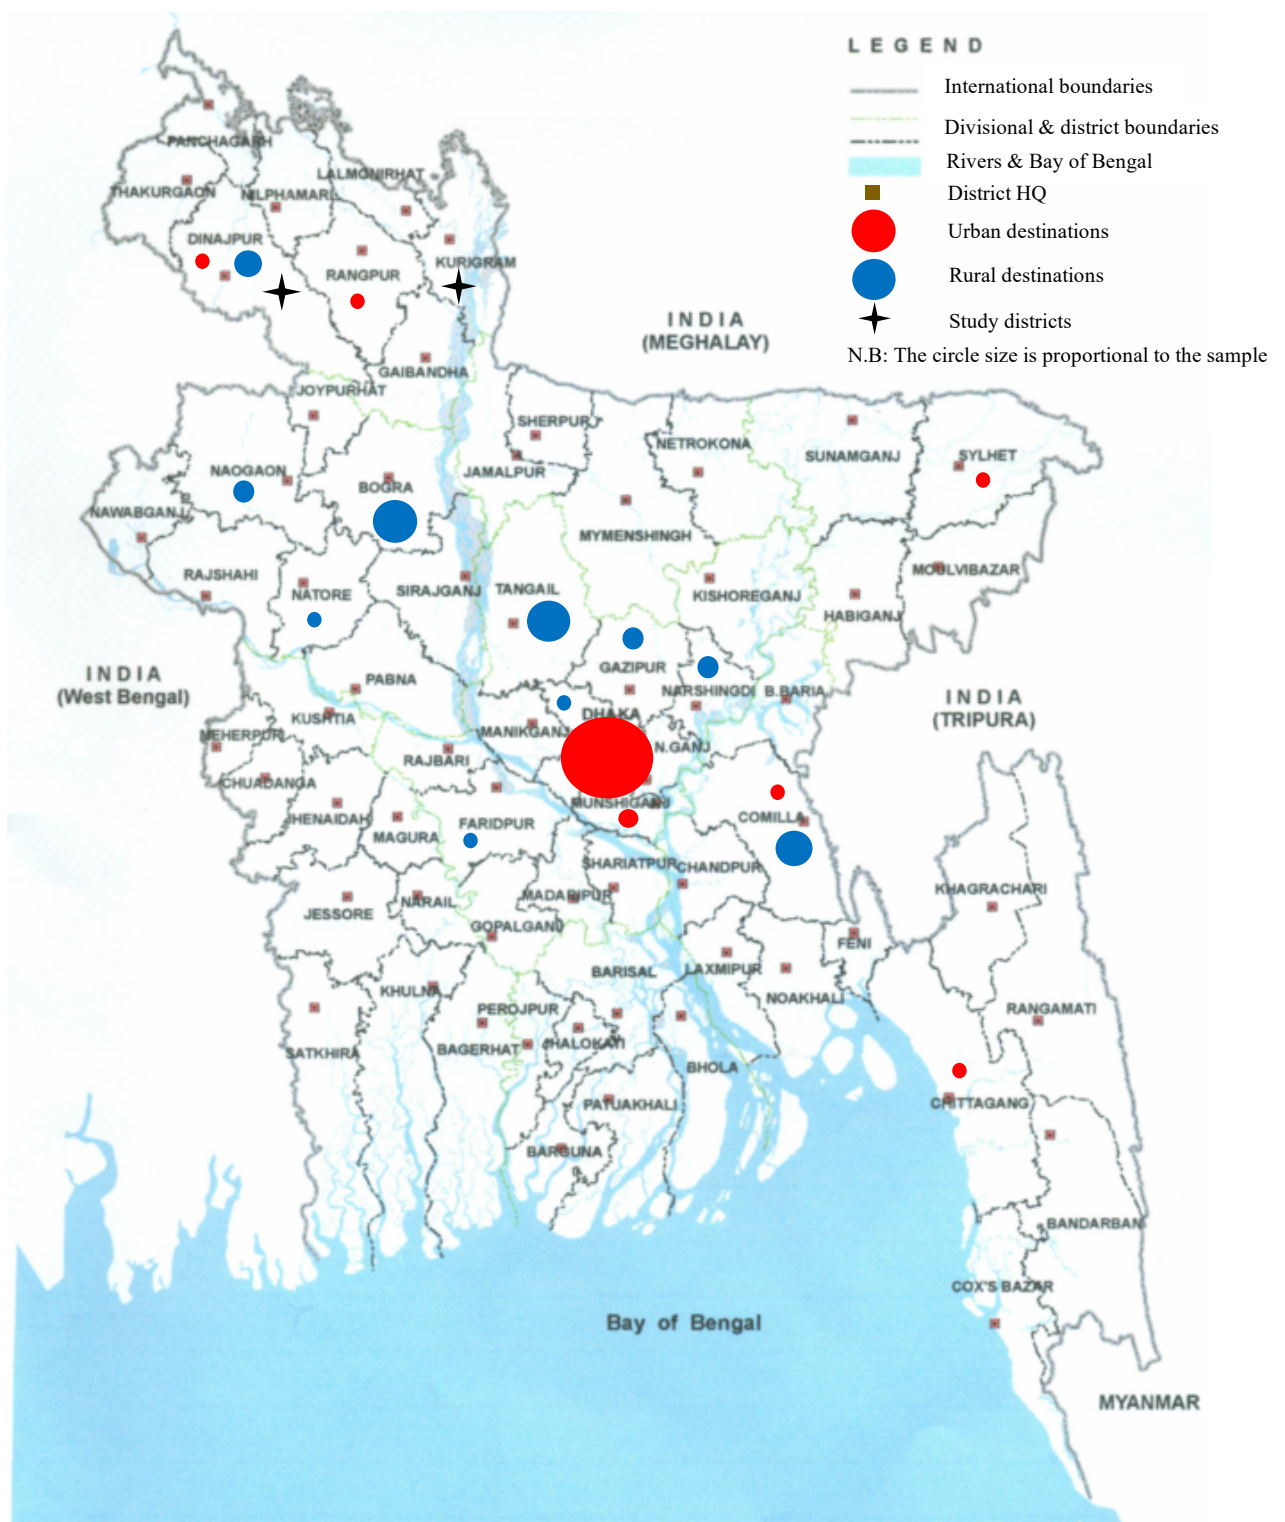 LEGEND
International boundaries
Divisional & district boundaries
Rivers & Bay of Bengal
District HQ
Urban destinations
Rural destinations
Study districts
N.B: The circle size is proportional to the sample
PANCHAGARH
LALMONIRHAT
THAKURGAON
NILPHAMARI
DINAJPUR
RANGPUR
KURIGRAM
INDIA
(MEGHALAY)
GAIBANDHA
JOYPURHAT
SHERPUR
NETROKONA
SUNAMGANJ
SYLHET
NAOGAON
BOGRA
JAMALPUR
NAWABGANJ
MYMENSHINGH
RAJSHAHI
NATORE
SIRAJGANJ
TANGAIL
KISHOREGANJ
MOULVIBAZAR
HABIGANJ
INDIA
(West Bengal)
PABNA
GAZIPUR
NARSHINGDI
B.BARIA
INDIA
(TRIPURA)
KUSHTIA
DHAKA
MEHERPUR
MANIKGANJ
N.GANJ
RAJBARI
CHUADANGA
MUNSHIGANJ
JHENAIDAH
MAGURA
FARIDPUR
COMILLA
SHARIATPUR
CHANDPUR
KHAGRACHARI
JESSORE
NARAIL
MADARIPUR
GOPALGANJ
FENI
BARISAL
LAXMIPUR
KHULNA
NOAKHALI
PEROJPUR
RANGAMATI
SATKHIRA
BAGERHAT
JHALOKATI
BHOLA
PATUAKHALI
CHITTAGANG
BARGUNA
BANDARBAN
COX'S BAZAR
Bay of Bengal
MYANMAR